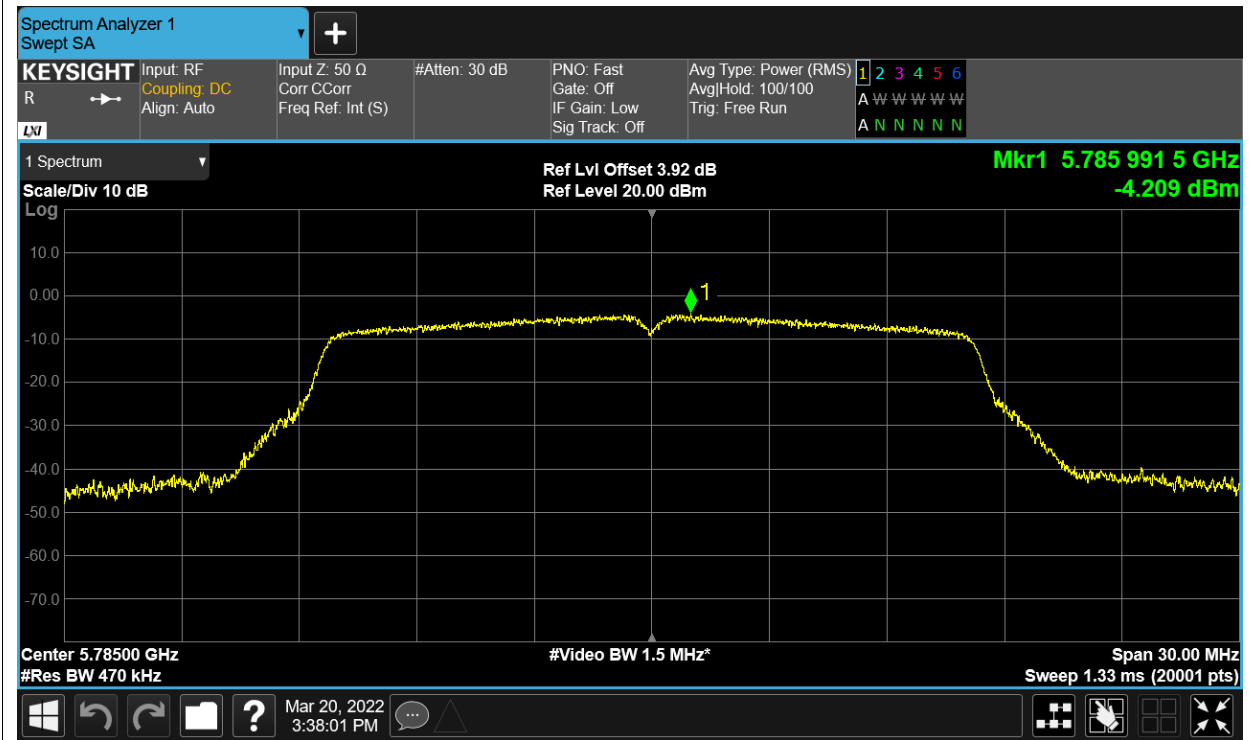 Spectrum Analyzer 1
Swept SA
KEYSIGHT
R
LXI
Input: RF
Coupling: DC
Align: Auto
Input Z: 50 Ω
Corr CCorr
Freq Ref: Int (S)
#Atten: 30 dB
PNO: Fast
Gate: Off
IF Gain: Low
Sig Track: Off
Avg Type: Power (RMS)
Avg|Hold: 100/100
Trig: Free Run
1 2 3 4 5 6
A W W W W W
A N N N N N
1 Spectrum
Scale/Div 10 dB
Log
Ref Lvl Offset 3.92 dB
Ref Level 20.00 dBm
Mkr1 5.785 991 5 GHz
-4.209 dBm
10.0
0.00
-10.0
-20.0
-30.0
-40.0
-50.0
-60.0
-70.0
1
Center 5.78500 GHz
#Res BW 470 kHz
#Video BW 1.5 MHz*
Span 30.00 MHz
Sweep 1.33 ms (20001 pts)
?
Mar 20, 2022
3:38:01 PM